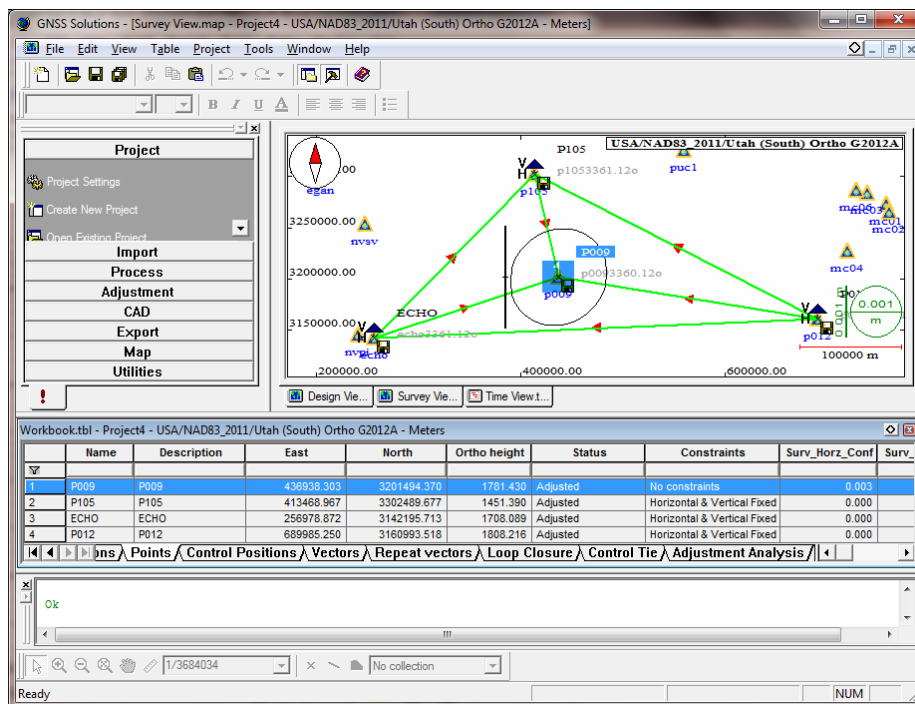 GNSS Solutions - [Survey View.map - Project4 - USA/NAD83_2011/Utah (South) Ortho G2012A - Meters]
File Edit View Table Project Tools Window Help
B I U A
Project
Project Settings
Create New Project
Open Existing Project
Import
Process
Adjustment
CAD
Export
Map
Utilities
USA/NAD83_2011/Utah (South) Ortho G2012A
P105
V
H
p1053361.12o
p105
puc1
egan
3250000.00
nvsv
mc06
mc03
mc01
mc02
mc04
P009
p0093360.12o
p009
3200000.00
ECHO
echo3361.12o
V
H
echo
3150000.00
V
H
p012
0.001
m
0.001 m
100000 m
200000.00
400000.00
600000.00
Design Vie... Survey Vie... Time View.t...
Workbook.tbl - Project4 - USA/NAD83_2011/Utah (South) Ortho G2012A - Meters
Name Description East North Ortho height Status Constraints Surv_Horz_Conf Surv_
1 P009 P009 436938.303 3201494.370 1781.430 Adjusted No constraints 0.003
2 P105 P105 413468.967 3302489.677 1451.390 Adjusted Horizontal & Vertical Fixed 0.000
3 ECHO ECHO 256978.872 3142195.713 1708.089 Adjusted Horizontal & Vertical Fixed 0.000
4 P012 P012 689985.250 3160993.518 1808.216 Adjusted Horizontal & Vertical Fixed 0.000
ons Points Control Positions Vectors Repeat vectors Loop Closure Control Tie Adjustment Analysis
Ok
1/3684034 No collection
Ready NUM